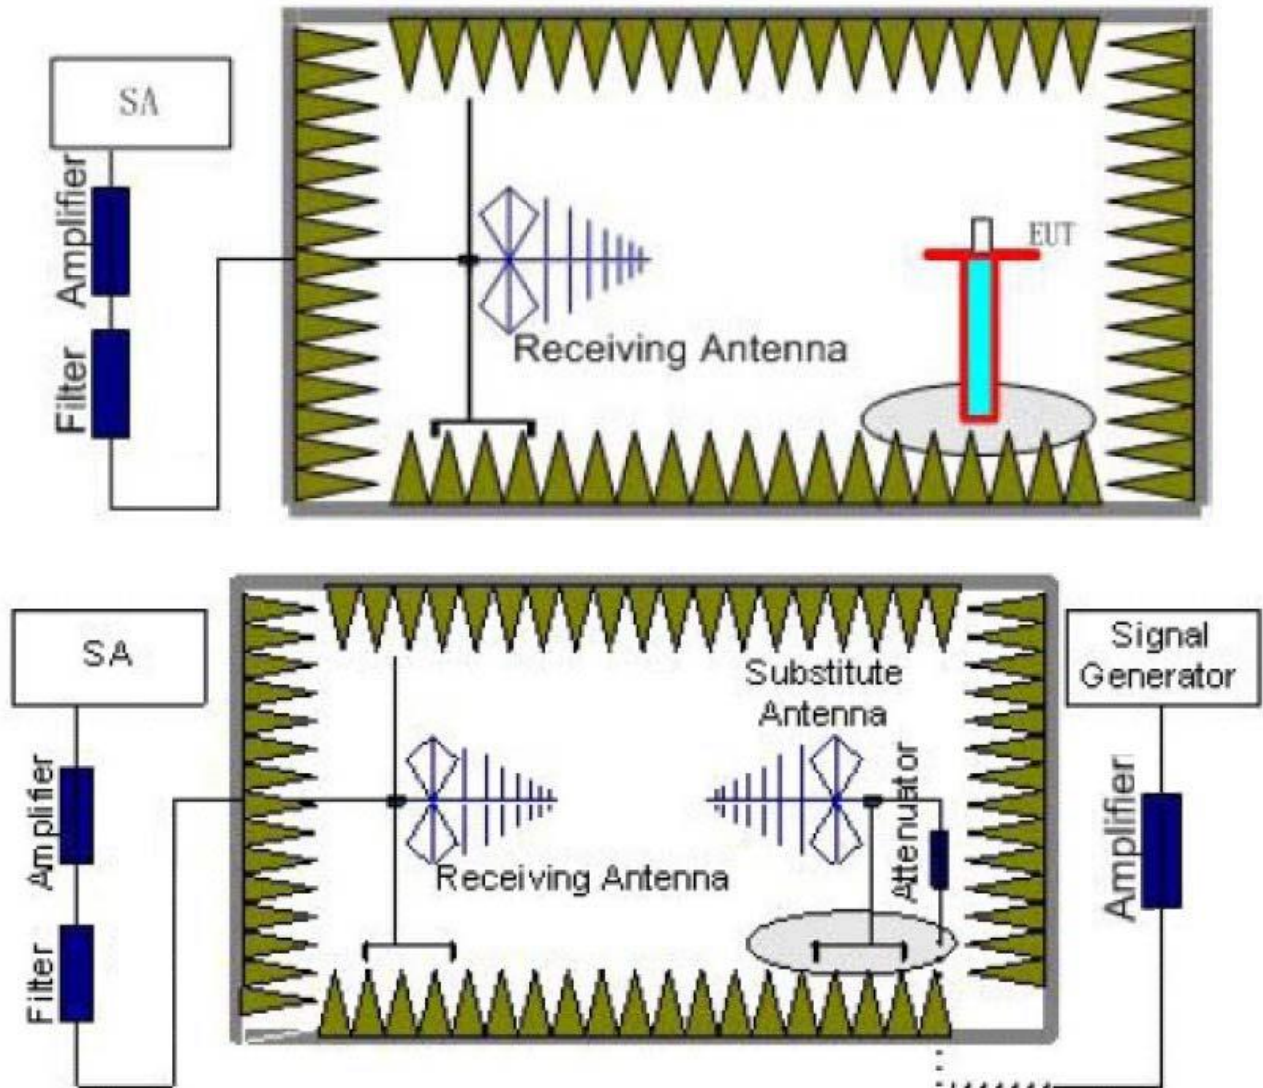 SA
Amplifier
Filter
EUT
Receiving Antenna
SA
Amplifier
Filter
Receiving Antenna
Substitute
Antenna
Attenuator
Signal
Generator
Amplifier